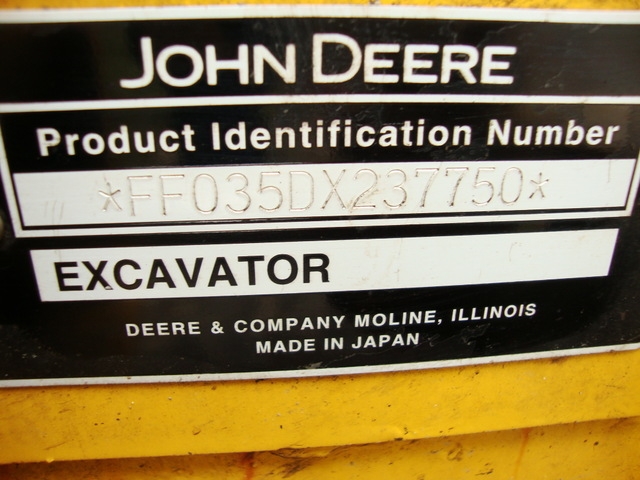 JOHN DEERE
Product Identification Number
*FF035DX237750*
EXCAVATOR
DEERE & COMPANY MOLINE, ILLINOIS
MADE IN JAPAN